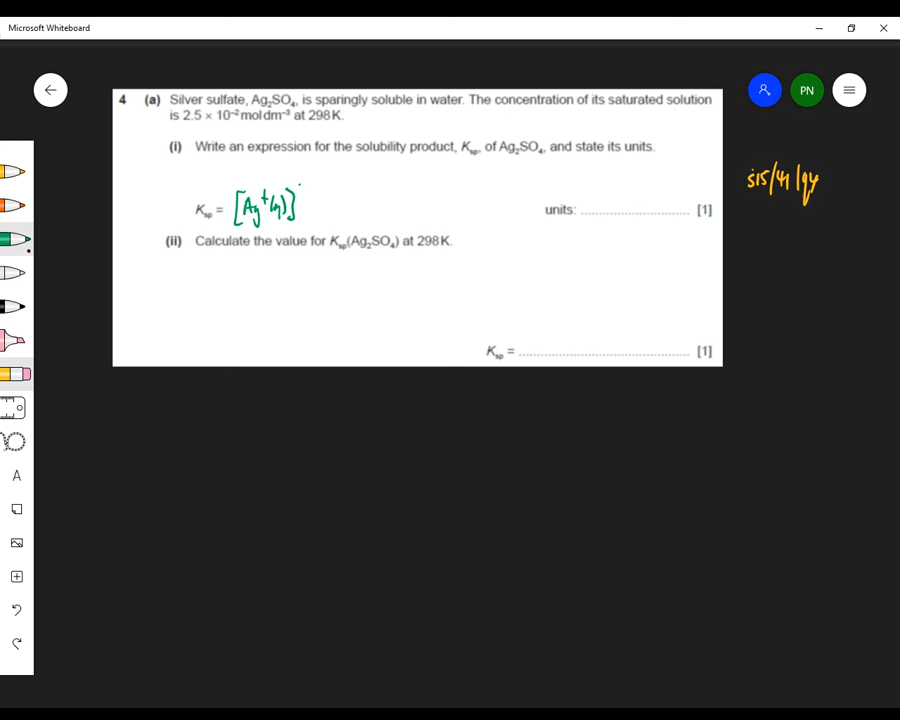 Microsoft Whiteboard
PN
4 (a) Silver sulfate, Ag₂SO₄, is sparingly soluble in water. The concentration of its saturated solution
is 2.5 × 10⁻² mol dm⁻³ at 298 K.
(i) Write an expression for the solubility product, Kₛₚ, of Ag₂SO₄, and state its units.
s15/41/q4
Kₛₚ = [Ag⁺(aq)] units: .............................. [1]
(ii) Calculate the value for Kₛₚ(Ag₂SO₄) at 298 K.
Kₛₚ = .................................................. [1]
A